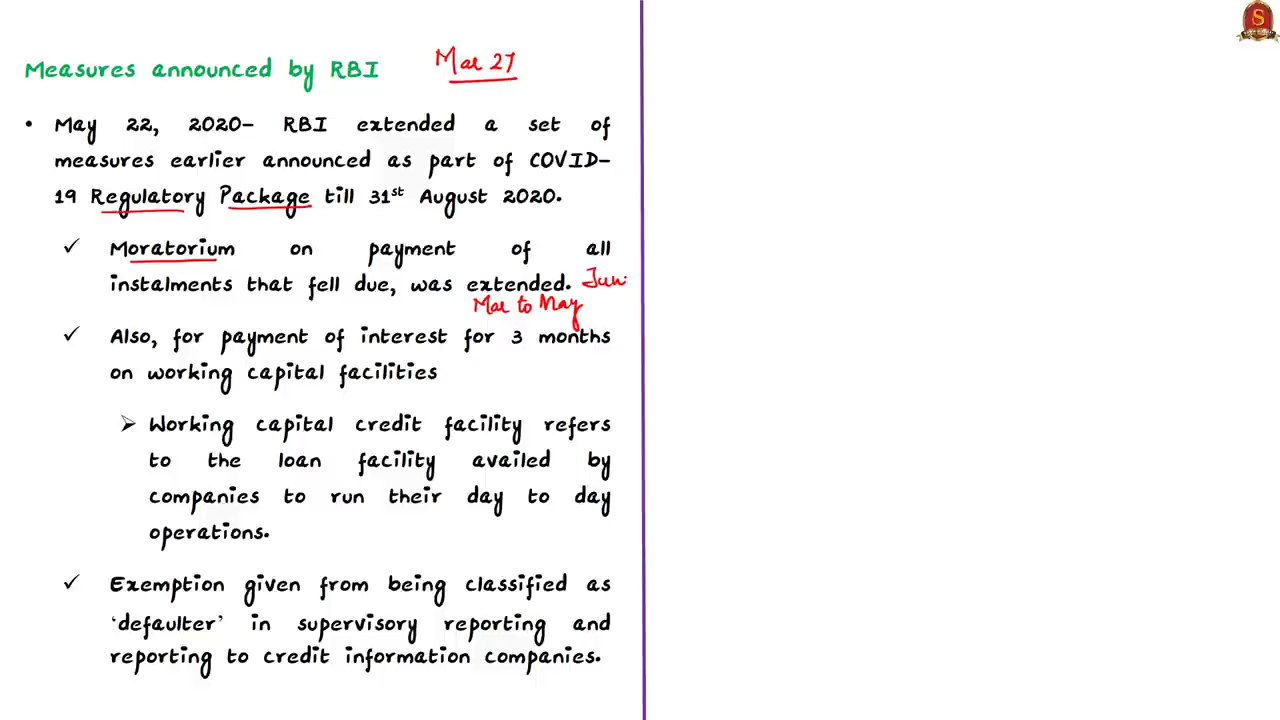 Measures announced by RBI Mar 27
• May 22, 2020- RBI extended a set of
measures earlier announced as part of COVID-
19 Regulatory Package till 31st August 2020.
✓ Moratorium on payment of all
instalments that fell due, was extended. Jun
Mar to May
✓ Also, for payment of interest for 3 months
on working capital facilities
➢ Working capital credit facility refers
to the loan facility availed by
companies to run their day to day
operations.
✓ Exemption given from being classified as
‘defaulter’ in supervisory reporting and
reporting to credit information companies.
S